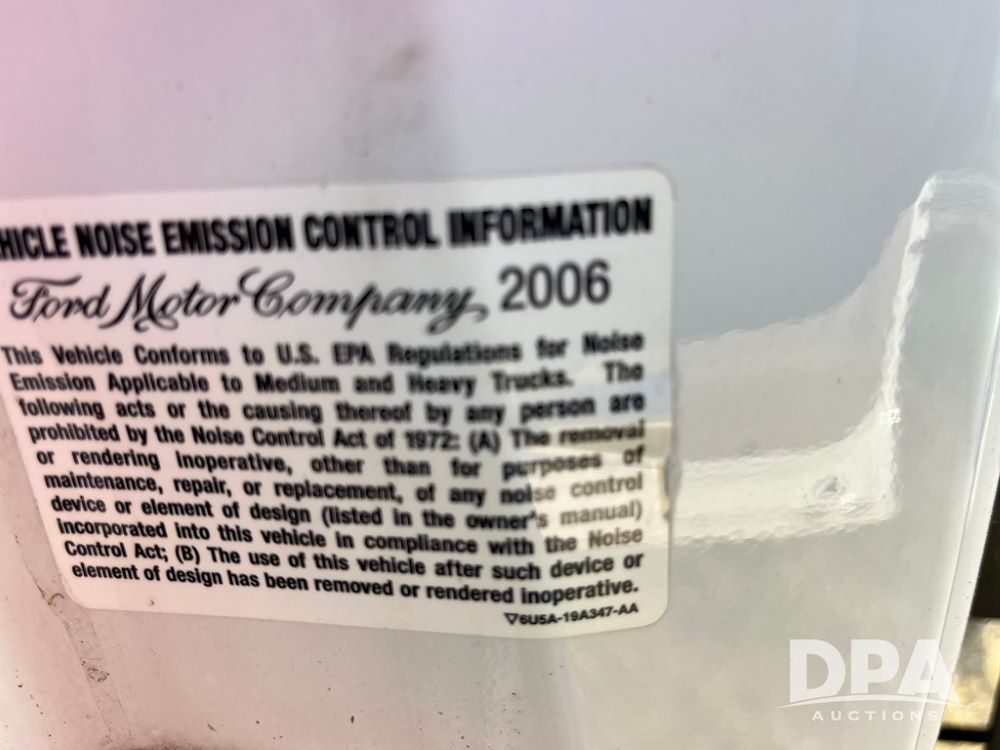 HICLE NOISE EMISSION CONTROL INFORMATION
Ford Motor Company, 2006
This Vehicle Conforms to U.S. EPA Regulations for Noise
Emission Applicable to Medium and Heavy Trucks. The
following acts or the causing thereof by any person are
prohibited by the Noise Control Act of 1972: (A) The removal
or rendering inoperative, other than for purposes of
maintenance, repair, or replacement, of any noise control
device or element of design (listed in the owner's manual)
incorporated into this vehicle in compliance with the Noise
Control Act; (B) The use of this vehicle after such device or
element of design has been removed or rendered inoperative.
▽6U5A-19A347-AA
DPA
AUCTIONS